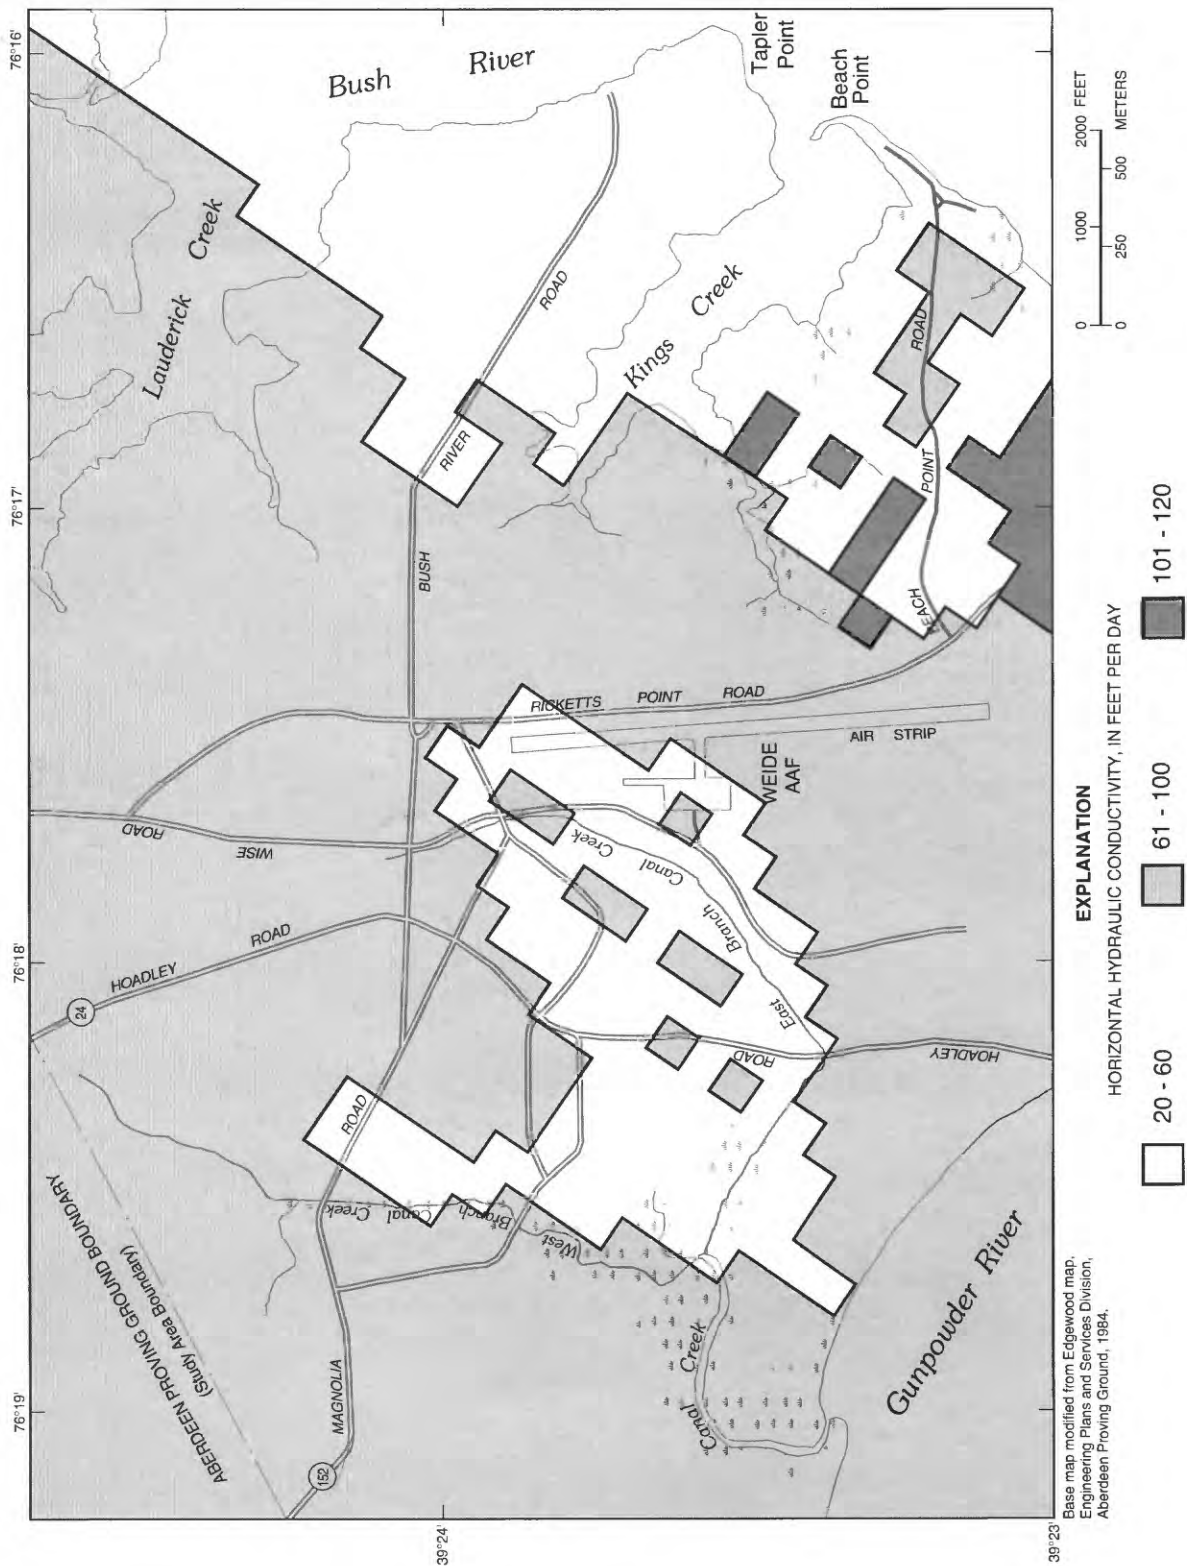 76°19'
76°18'
76°17'
76°16'
39°24'
39°23'
ABERDEEN PROVING GROUND BOUNDARY
(Study Area Boundary)
24
152
HOADLEY
ROAD
WISE
ROAD
MAGNOLIA
ROAD
BUSH
RIVER
ROAD
Lauderick
Creek
Bush
River
Kings
Creek
Tapler
Point
Beach
Point
RICKETTS
POINT
ROAD
AIR STRIP
WEIDE
AAF
BEACH
POINT
ROAD
West
Branch
Canal
Creek
East
Branch
Canal
Creek
HOADLEY
ROAD
Canal
Creek
Gunpowder River
Base map modified from Edgewood map,
Engineering Plans and Services Division,
Aberdeen Proving Ground, 1984.
0 1000 2000 FEET
0 250 500 METERS
EXPLANATION
HORIZONTAL HYDRAULIC CONDUCTIVITY, IN FEET PER DAY
20 - 60
61 - 100
101 - 120